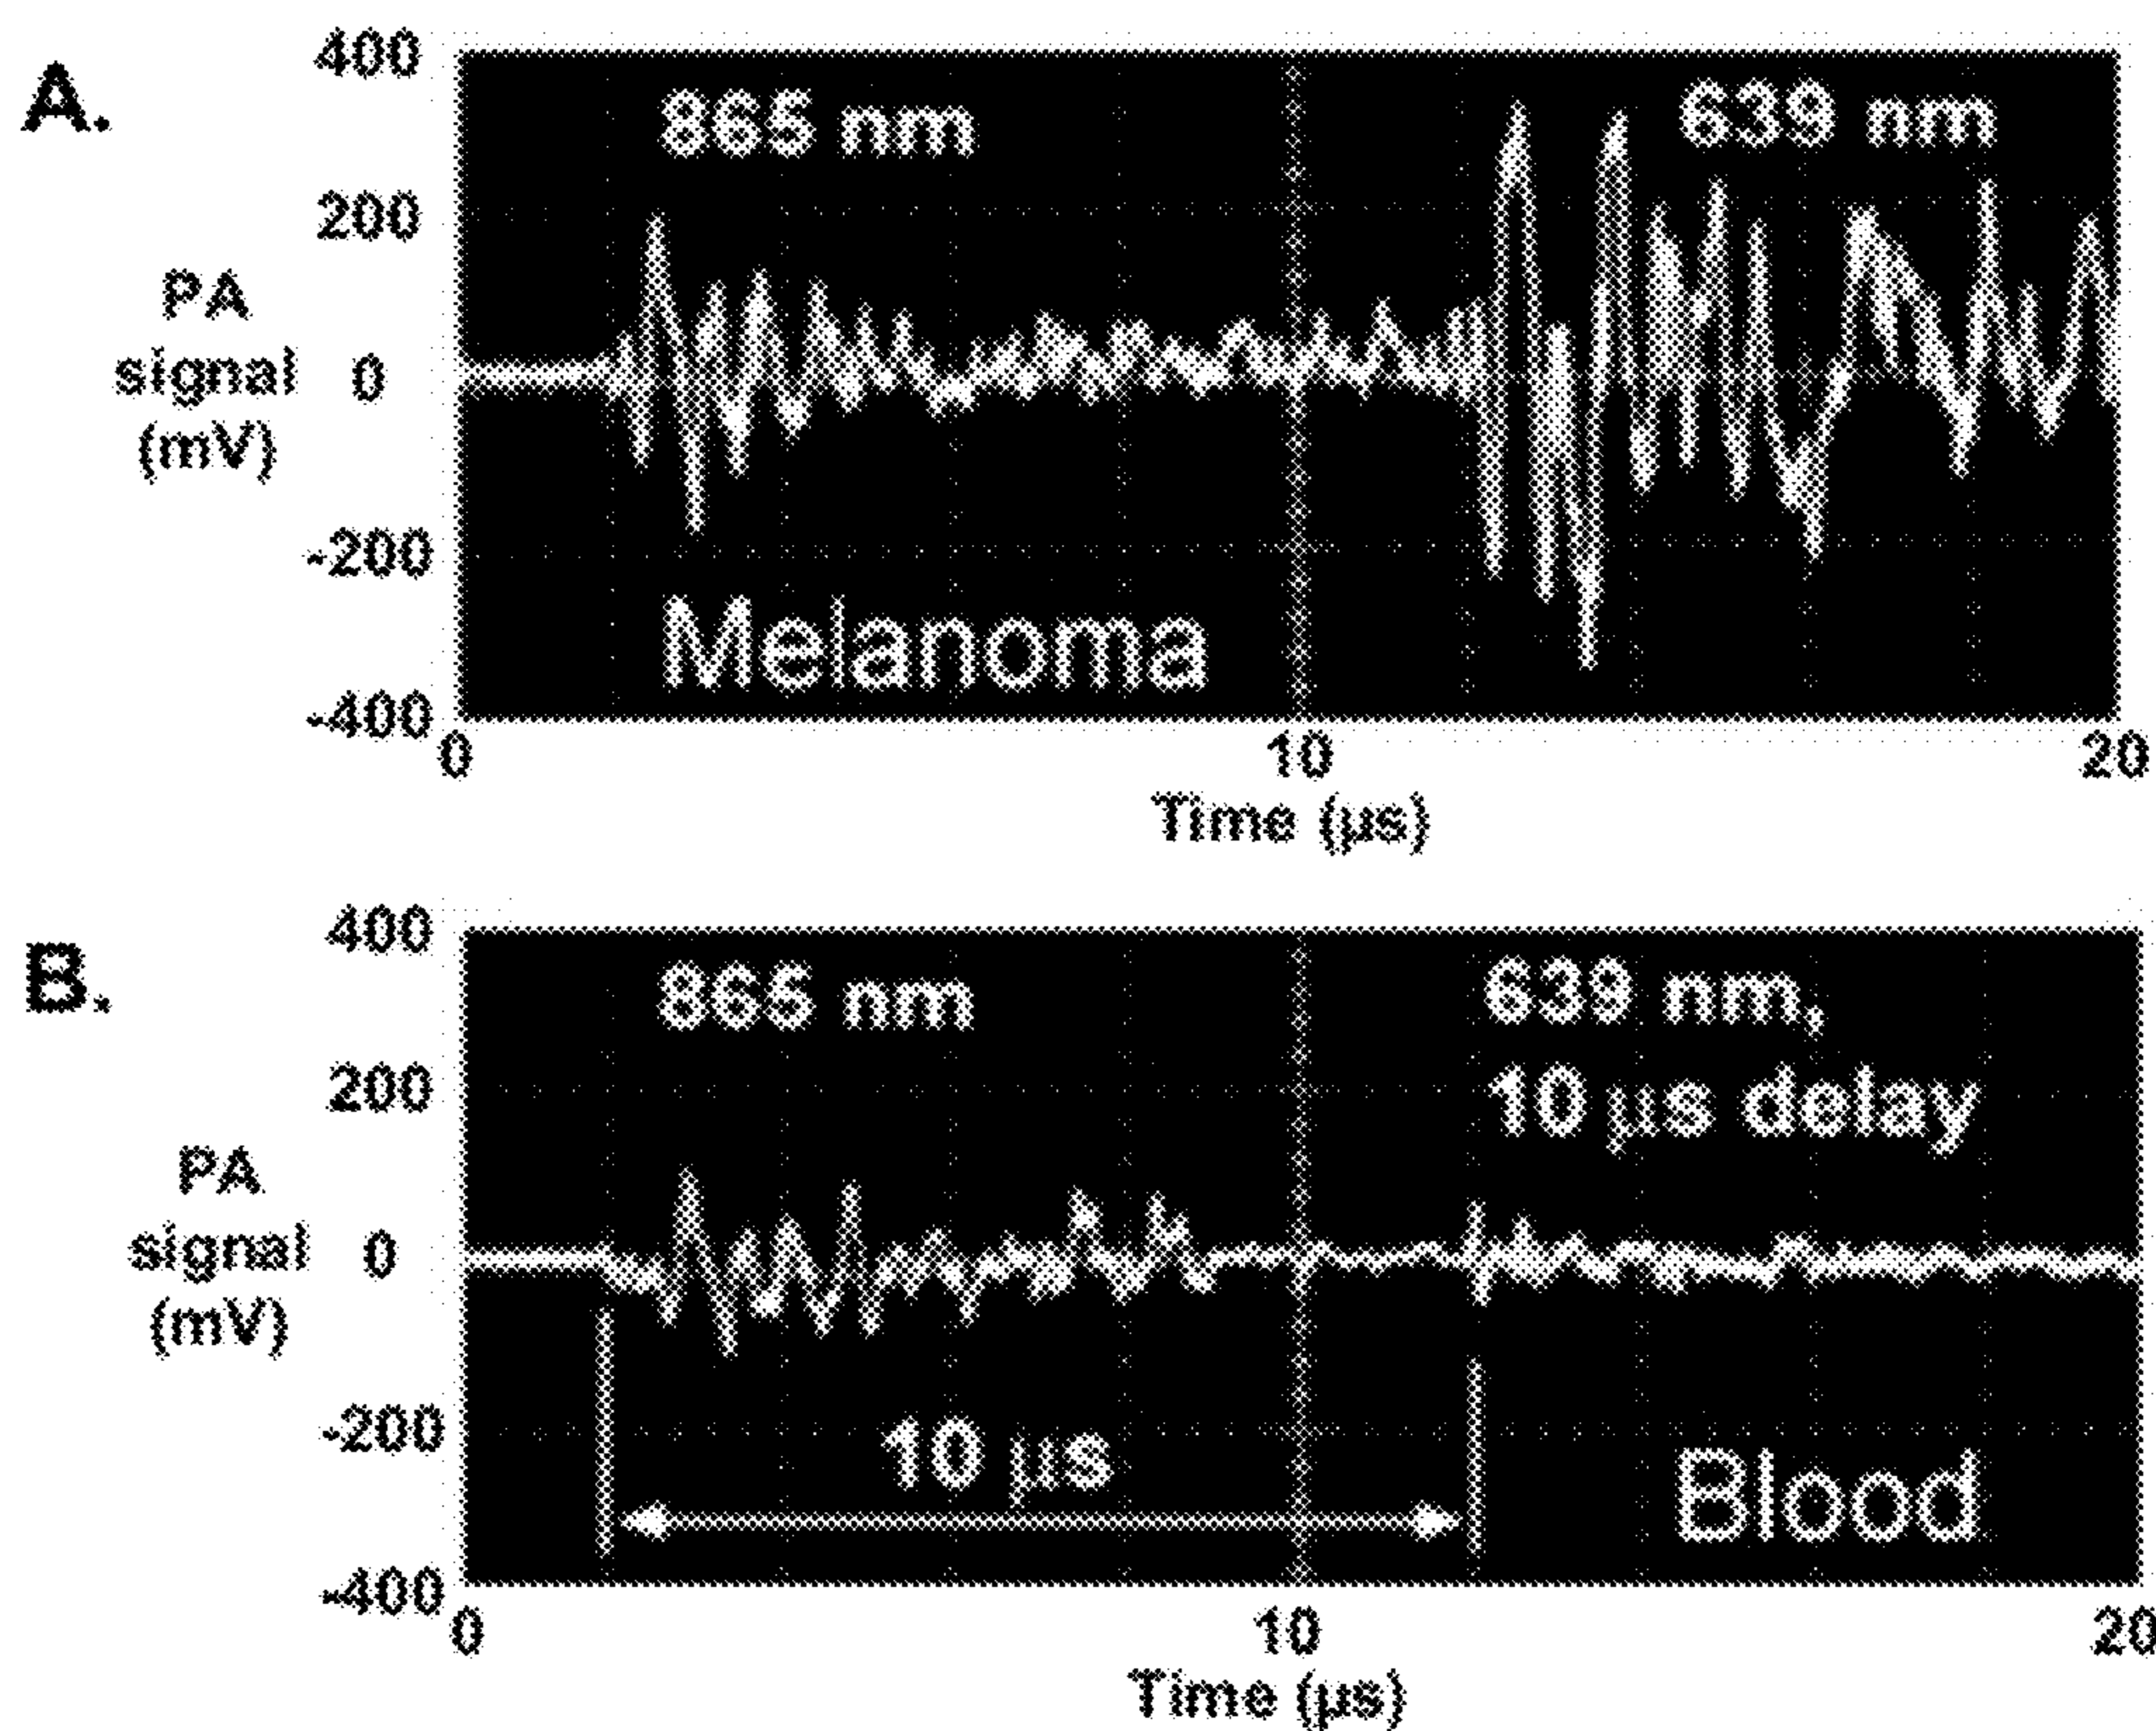 A.
400
200
0
-200
-400
PA
signal
(mV)
865 nm
639 nm
Melanoma
0
10
20
Time (µs)
B.
400
200
0
-200
-400
PA
signal
(mV)
865 nm
639 nm,
10 µs delay
10 µs
Blood
0
10
20
Time (µs)